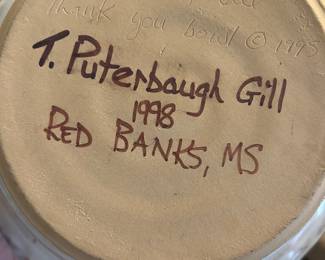 Thank you bowl © 1995
T. Puterbaugh Gill
1998
RED BANKS, MS